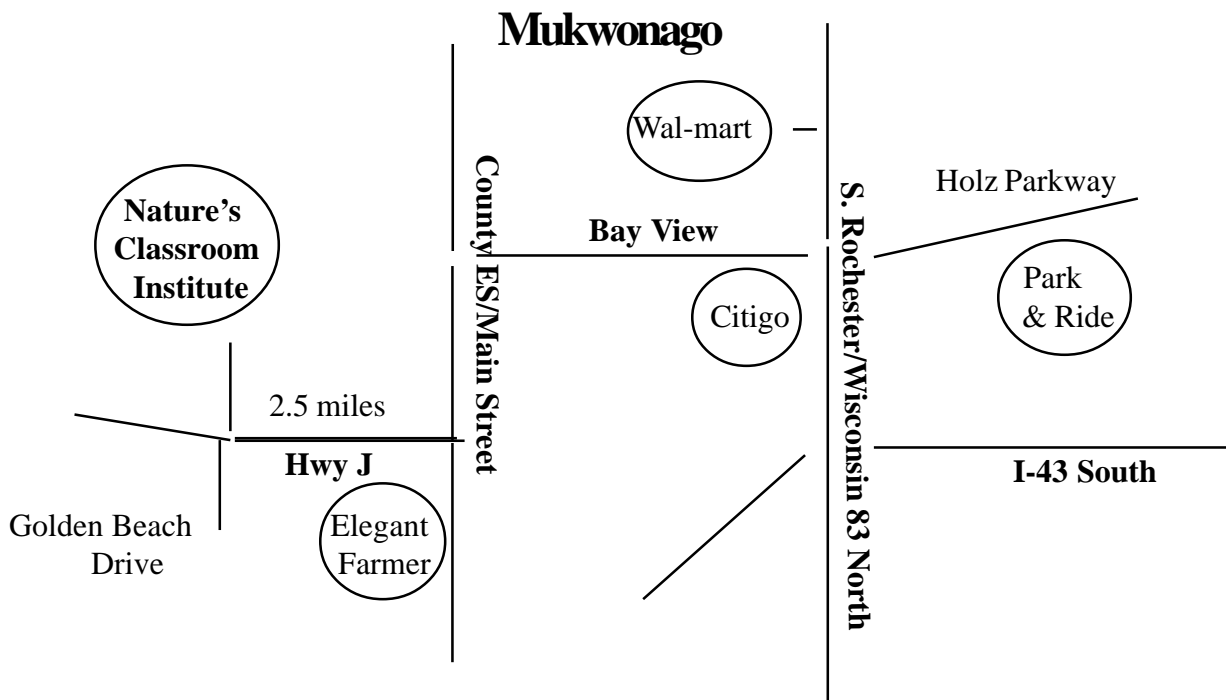 Mukwonago
Wal-mart
Holz Parkway
Nature's
Classroom
Institute
County ES/Main Street
Bay View
S. Rochester/Wisconsin 83 North
Park
& Ride
Citigo
2.5 miles
Hwy J
I-43 South
Golden Beach
Drive
Elegant
Farmer